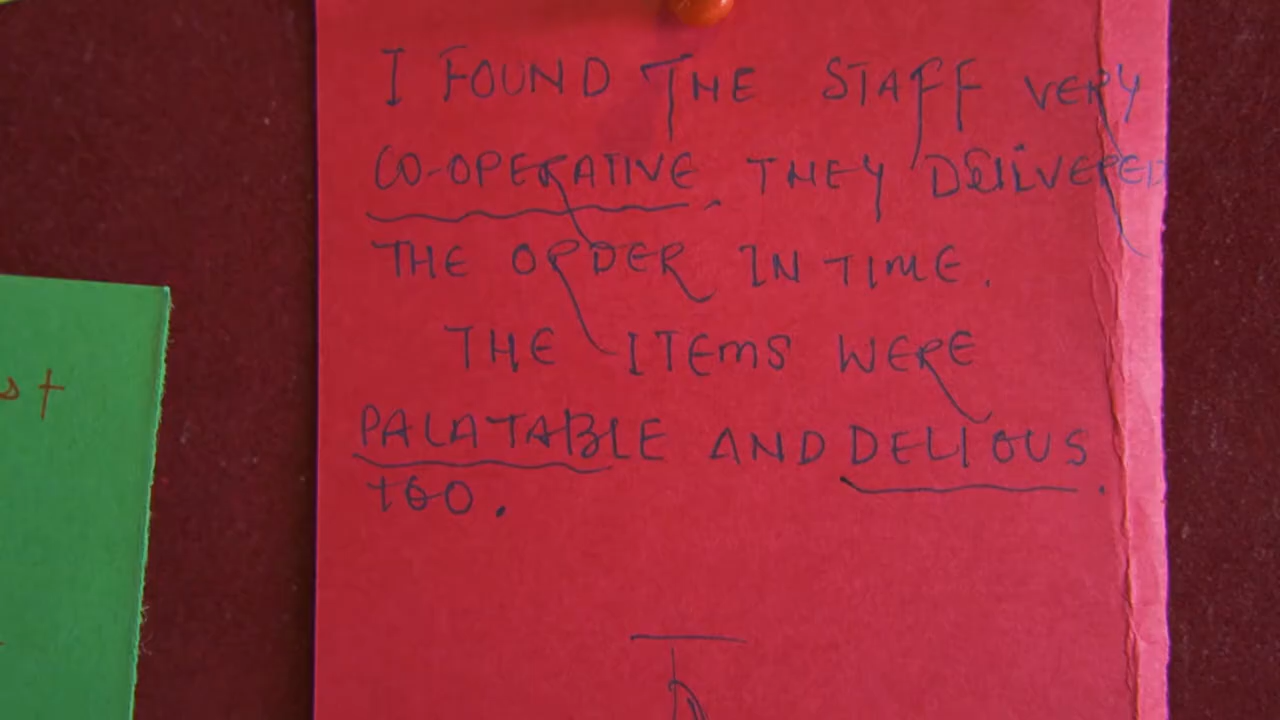 I FOUND THE STAFF VERY
CO-OPERATIVE. THEY DELIVERED
THE ORDER IN TIME.
THE ITEMS WERE
PALATABLE AND DELIOUS.
TOO.